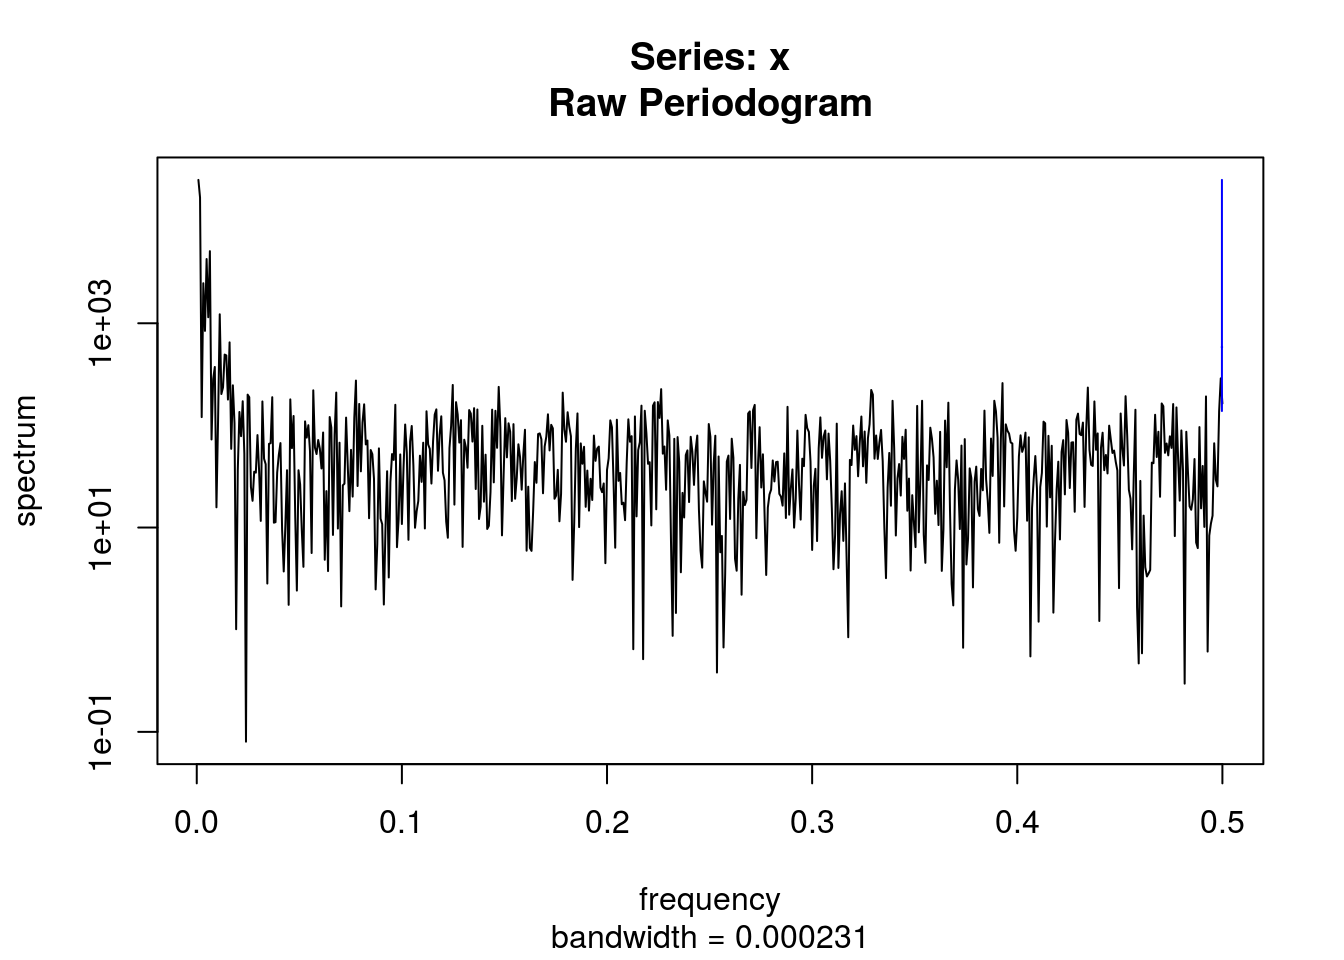 Series: x
Raw Periodogram
spectrum
1e+03
1e+01
1e-01
0.0 0.1 0.2 0.3 0.4 0.5
frequency
bandwidth = 0.000231